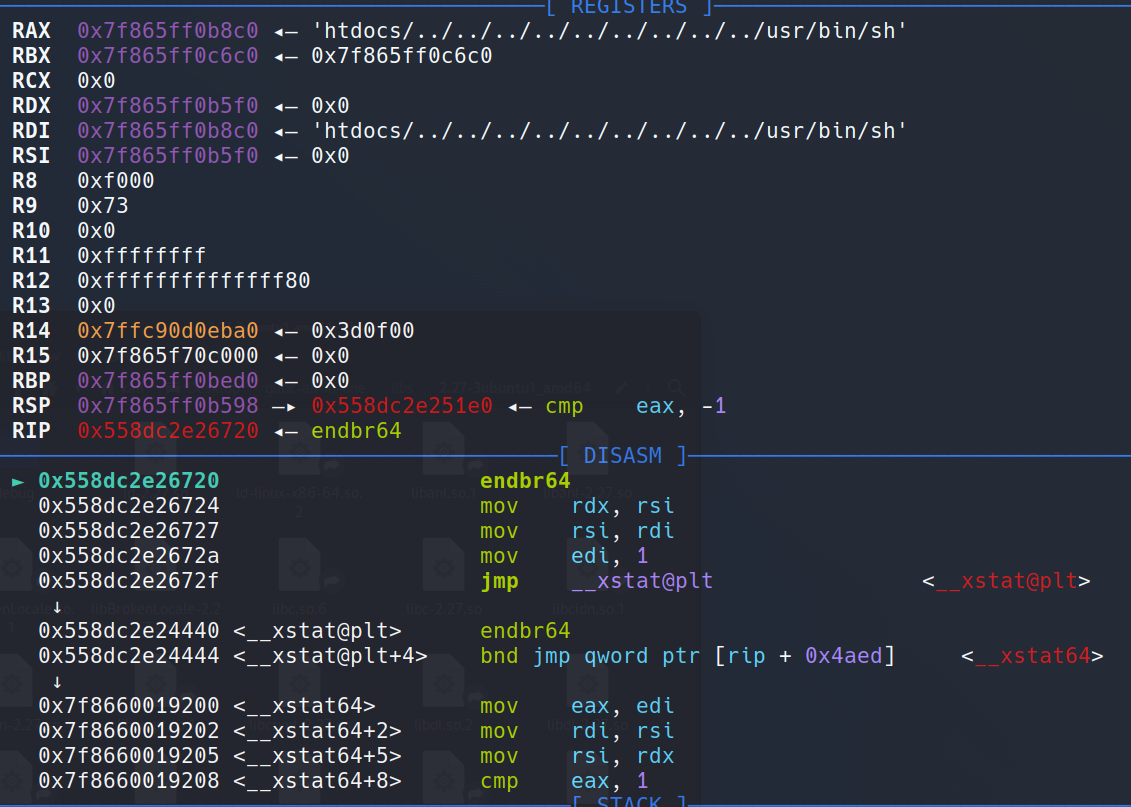 [ REGISTERS ]
RAX 0x7f865ff0b8c0 ◂— 'htdocs/../../../../../../../../../usr/bin/sh'
RBX 0x7f865ff0c6c0 ◂— 0x7f865ff0c6c0
RCX 0x0
RDX 0x7f865ff0b5f0 ◂— 0x0
RDI 0x7f865ff0b8c0 ◂— 'htdocs/../../../../../../../../../usr/bin/sh'
RSI 0x7f865ff0b5f0 ◂— 0x0
R8 0xf000
R9 0x73
R10 0x0
R11 0xffffffff
R12 0xffffffffffffff80
R13 0x0
R14 0x7ffc90d0eba0 ◂— 0x3d0f00
R15 0x7f865f70c000 ◂— 0x0
RBP 0x7f865ff0bed0 ◂— 0x0
RSP 0x7f865ff0b598 —▸ 0x558dc2e251e0 ◂— cmp eax, -1
RIP 0x558dc2e26720 ◂— endbr64
[ DISASM ]
► 0x558dc2e26720 endbr64
0x558dc2e26724 mov rdx, rsi
0x558dc2e26727 mov rsi, rdi
0x558dc2e2672a mov edi, 1
0x558dc2e2672f jmp __xstat@plt <__xstat@plt>
↓
0x558dc2e24440 <__xstat@plt> endbr64
0x558dc2e24444 <__xstat@plt+4> bnd jmp qword ptr [rip + 0x4aed] <__xstat64>
↓
0x7f8660019200 <__xstat64> mov eax, edi
0x7f8660019202 <__xstat64+2> mov rdi, rsi
0x7f8660019205 <__xstat64+5> mov rsi, rdx
0x7f8660019208 <__xstat64+8> cmp eax, 1
[ STACK ]